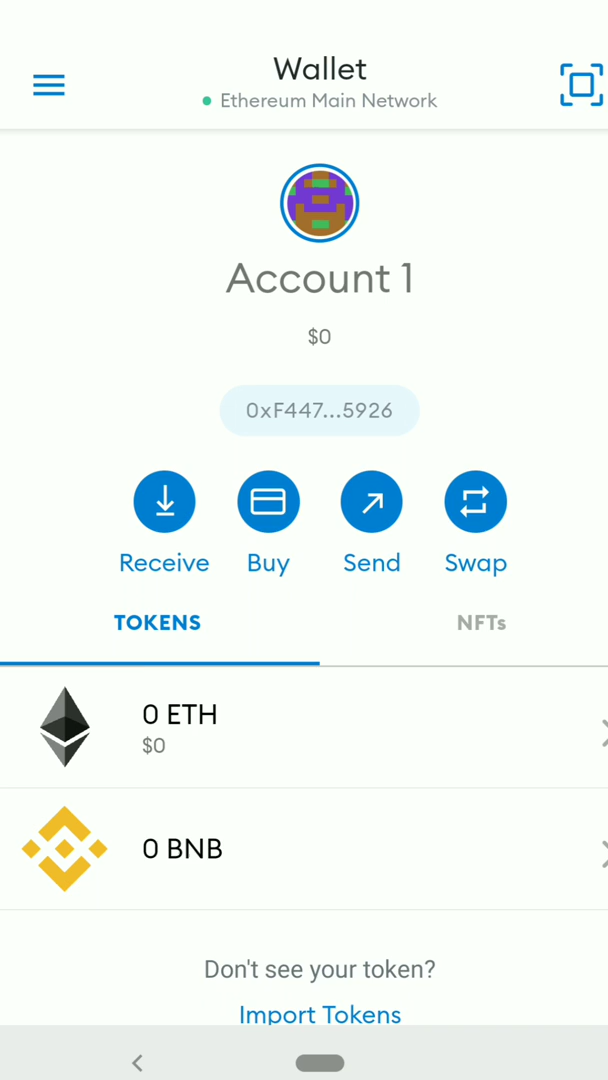 Wallet
Ethereum Main Network
Account 1
$0
0xF447...5926
Receive Buy Send Swap
TOKENS NFTs
0 ETH
$0
0 BNB
Don't see your token?
Import Tokens